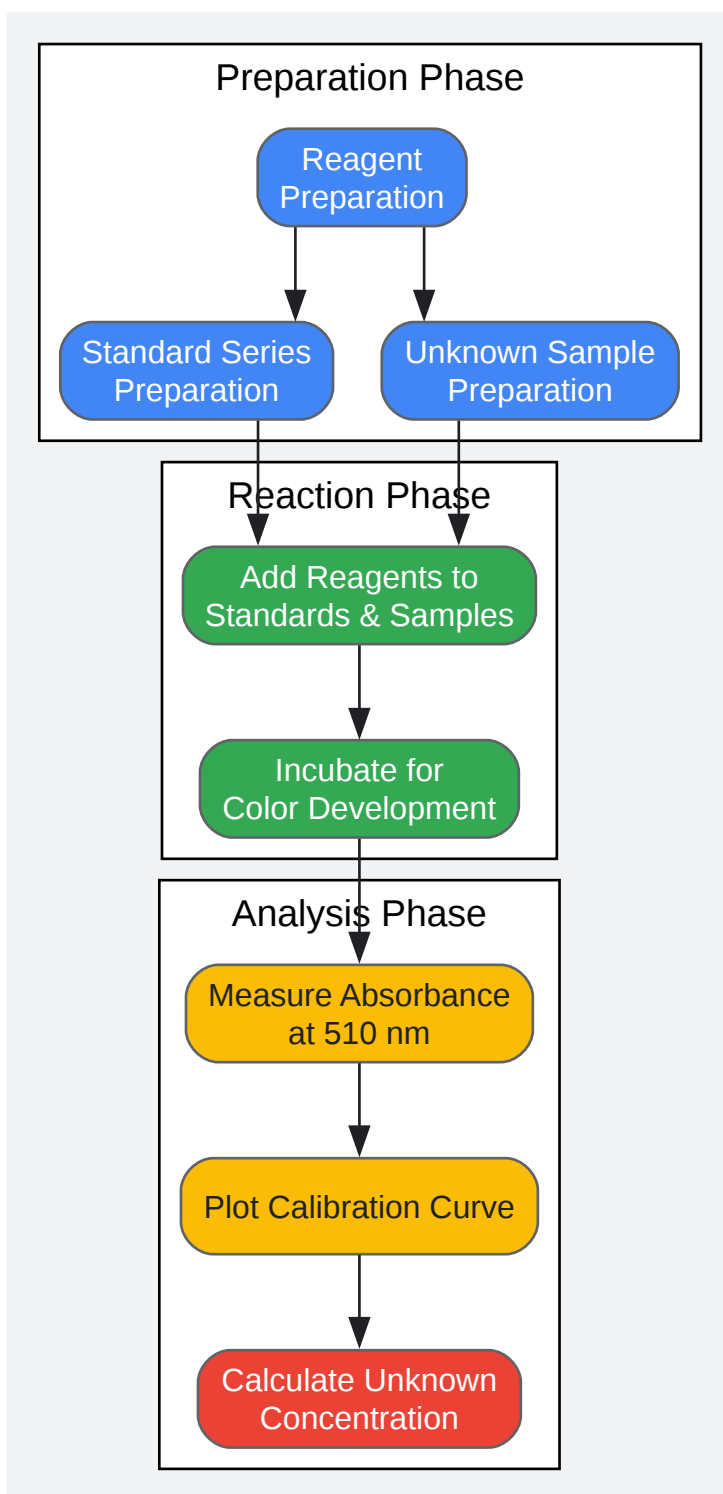 Preparation Phase
Reagent
Preparation
Standard Series
Preparation
Unknown Sample
Preparation
Reaction Phase
Add Reagents to
Standards & Samples
Incubate for
Color Development
Analysis Phase
Measure Absorbance
at 510 nm
Plot Calibration Curve
Calculate Unknown
Concentration